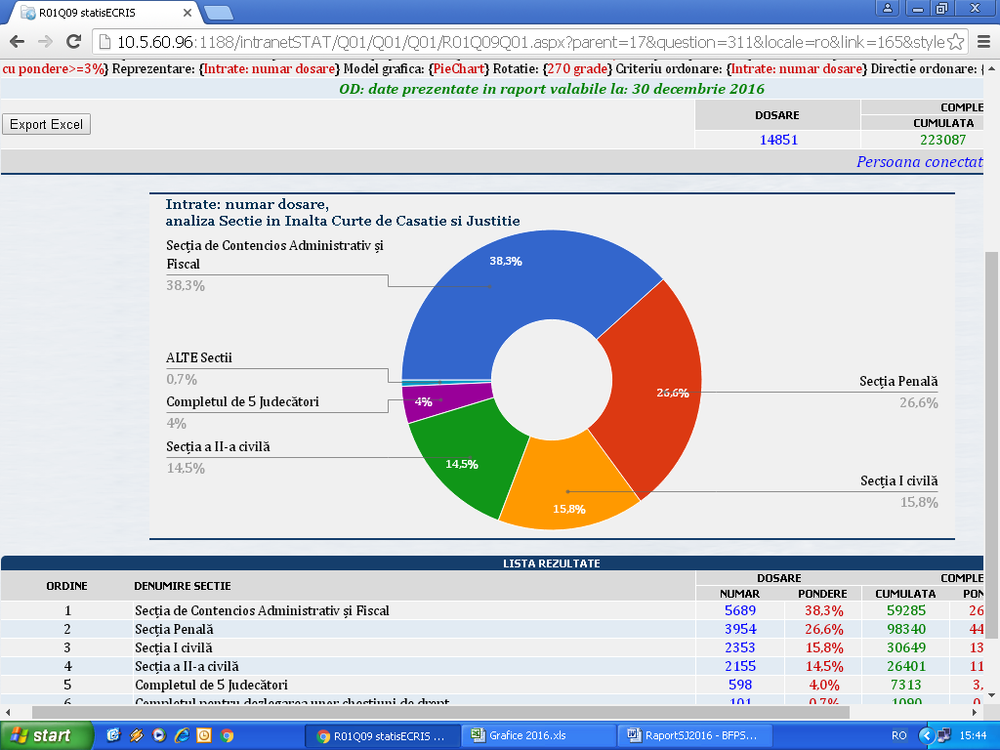 R01Q09 statisECRIS
10.5.60.96:1188/intranetSTAT/Q01/Q01/Q01/R01Q09Q01.aspx?parent=17&question=311&locale=ro&link=165&style
cu pondere>=3%} Reprezentare: {Intrate: numar dosare} Model grafica: {PieChart} Rotatie: {270 grade} Criteriu ordonare: {Intrate: numar dosare} Directie ordonare: {
OD: date prezentate in raport valabile la: 30 decembrie 2016
Export Excel
DOSARE COMPLE
CUMULATA
14851 223087
Persoana conectat
Intrate: numar dosare,
analiza Sectie in Inalta Curte de Casatie si Justitie
Secția de Contencios Administrativ și
Fiscal
38,3%
38,3%
ALTE Sectii
0,7%
Completul de 5 Judecători
4%
4%
Secția a II-a civilă
14,5%
14,5%
Secția Penală
26,6%
26,6%
Secția I civilă
15,8%
15,8%
LISTA REZULTATE
ORDINE DENUMIRE SECTIE DOSARE COMPLE
NUMAR PONDERE CUMULATA PON
1 Secția de Contencios Administrativ și Fiscal 5689 38,3% 59285 26
2 Secția Penală 3954 26,6% 98340 44
3 Secția I civilă 2353 15,8% 30649 13
4 Secția a II-a civilă 2155 14,5% 26401 11
5 Completul de 5 Judecători 598 4,0% 7313 3,
6 Completul pentru dezlegarea unor chestiuni de drept 101 0,7% 1090 0
start R01Q09 statisECRIS ... Grafice 2016.xls RaportSJ2016 - BFPS... RO 15:44